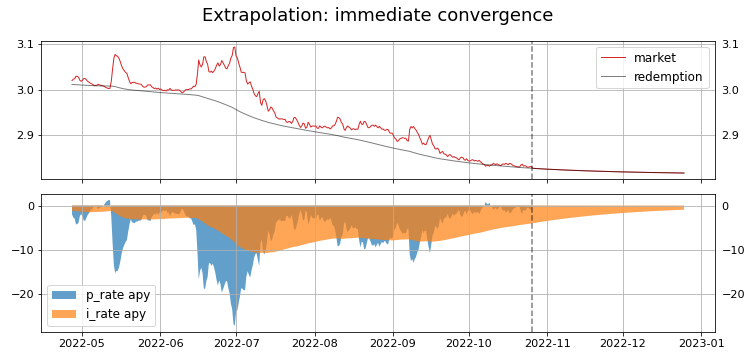 Extrapolation: immediate convergence
3.1 3.1
market
redemption
3.0 3.0
2.9 2.9
0 0
−10 −10
−20 −20
p_rate apy
i_rate apy
2022-05 2022-06 2022-07 2022-08 2022-09 2022-10 2022-11 2022-12 2023-01